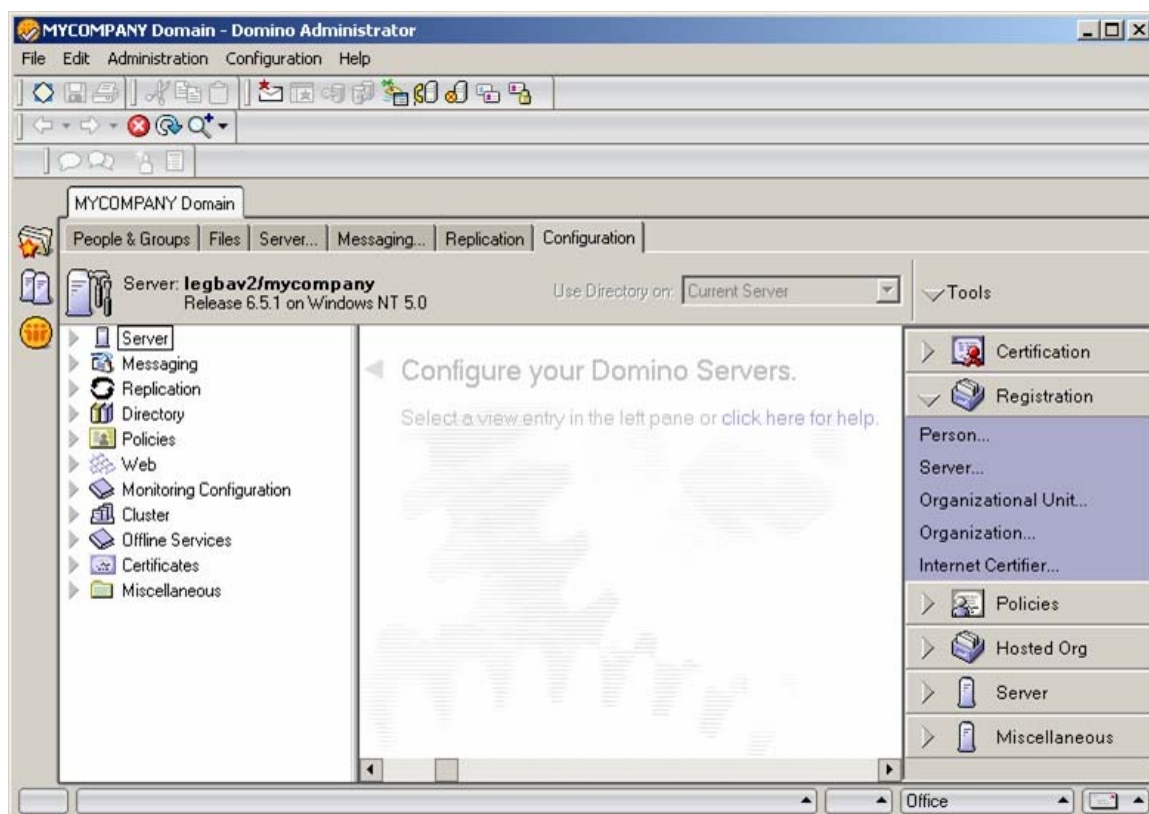 MYCOMPANY Domain - Domino Administrator
File Edit Administration Configuration Help
MYCOMPANY Domain
People & Groups Files Server... Messaging... Replication Configuration
Server: legbav2/mycompany
Release 6.5.1 on Windows NT 5.0
Use Directory on: Current Server
Tools
Server
Messaging
Replication
Directory
Policies
Web
Monitoring Configuration
Cluster
Offline Services
Certificates
Miscellaneous
Configure your Domino Servers.
Select a view entry in the left pane or click here for help.
Certification
Registration
Person...
Server...
Organizational Unit...
Organization...
Internet Certifier...
Policies
Hosted Org
Server
Miscellaneous
Office